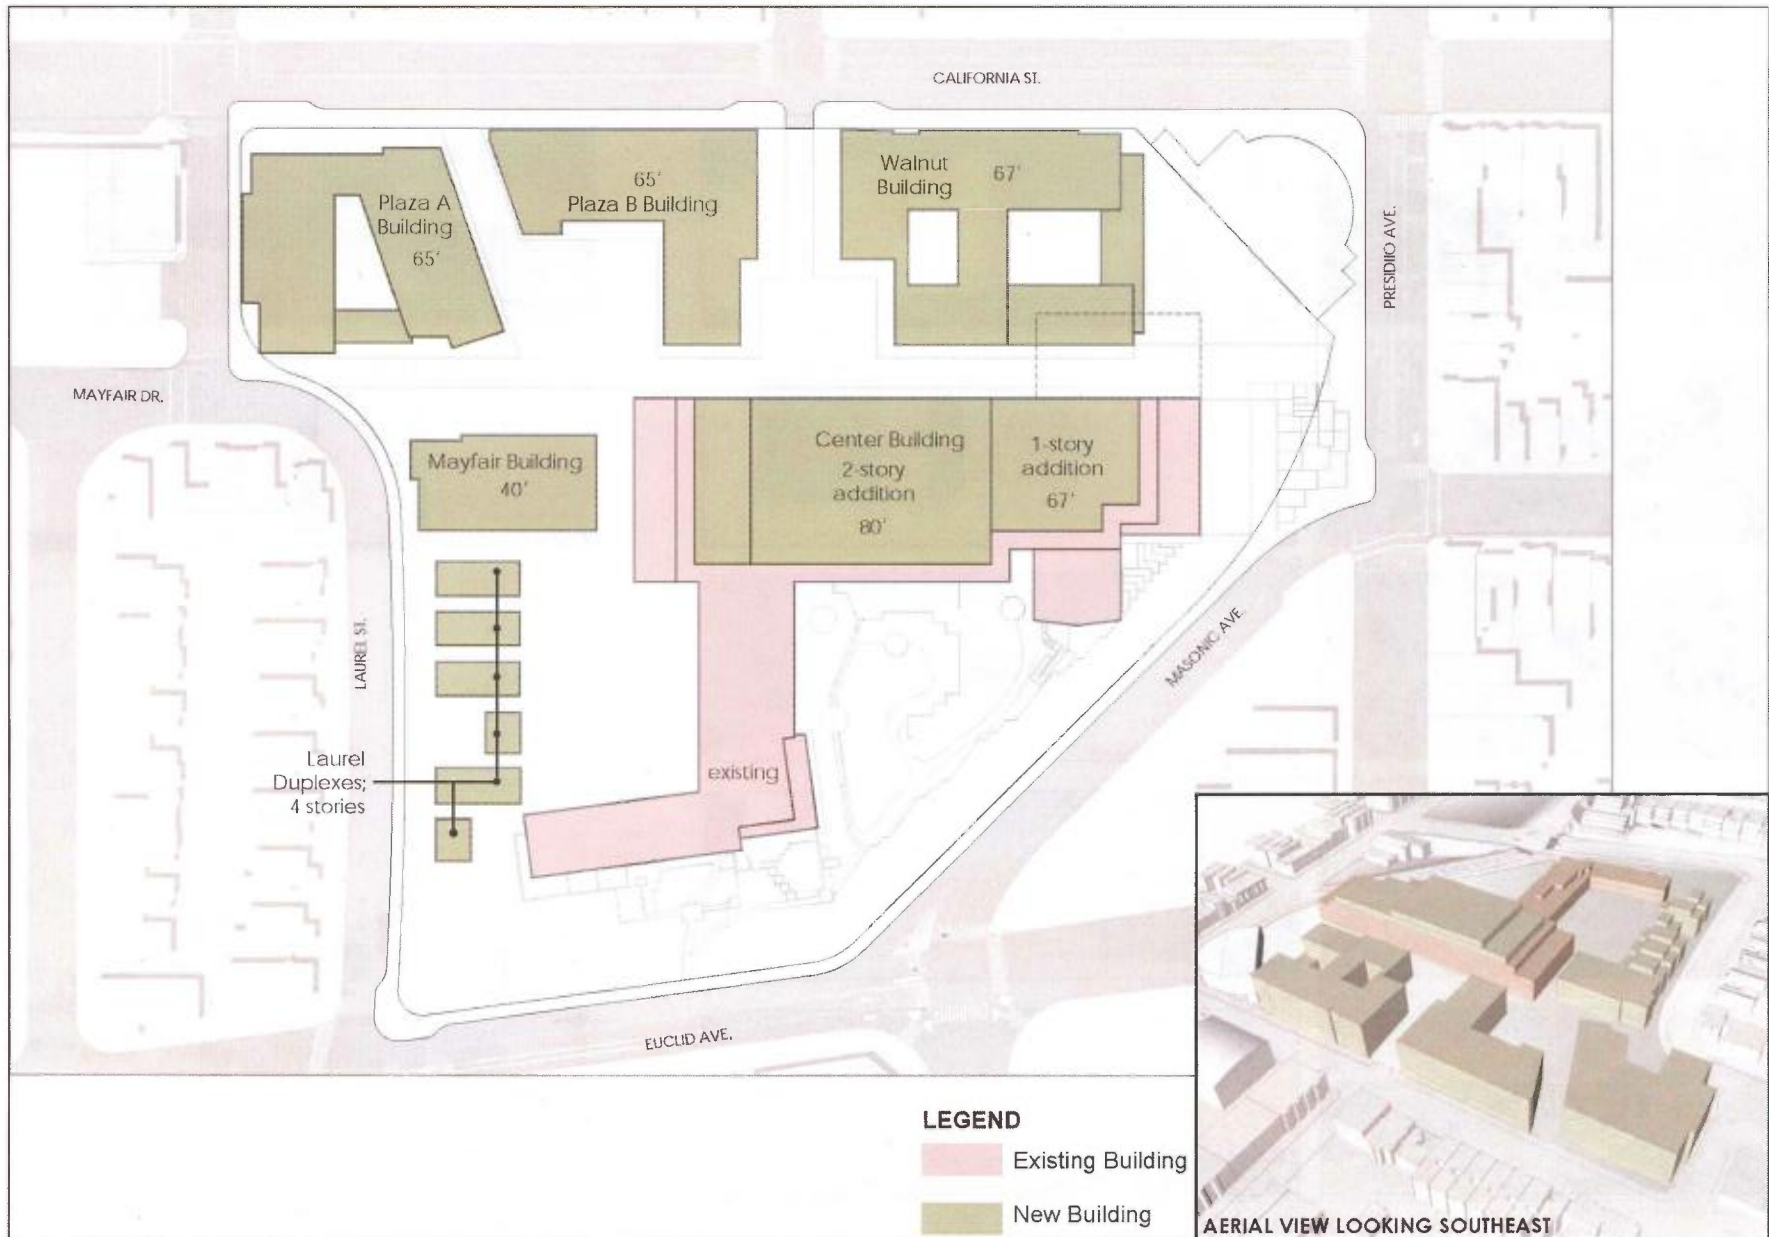 CALIFORNIA ST.
Plaza A
Building
65'
65'
Plaza B Building
Walnut
Building
67'
PRESIDIO AVE.
MAYFAIR DR.
Mayfair Building
40'
Center Building
2-story
addition
80'
1-story
addition
67'
LAUREL ST.
MASONIC AVE.
existing
Laurel
Duplexes;
4 stories
EUCLID AVE.
LEGEND
Existing Building
New Building
AERIAL VIEW LOOKING SOUTHEAST